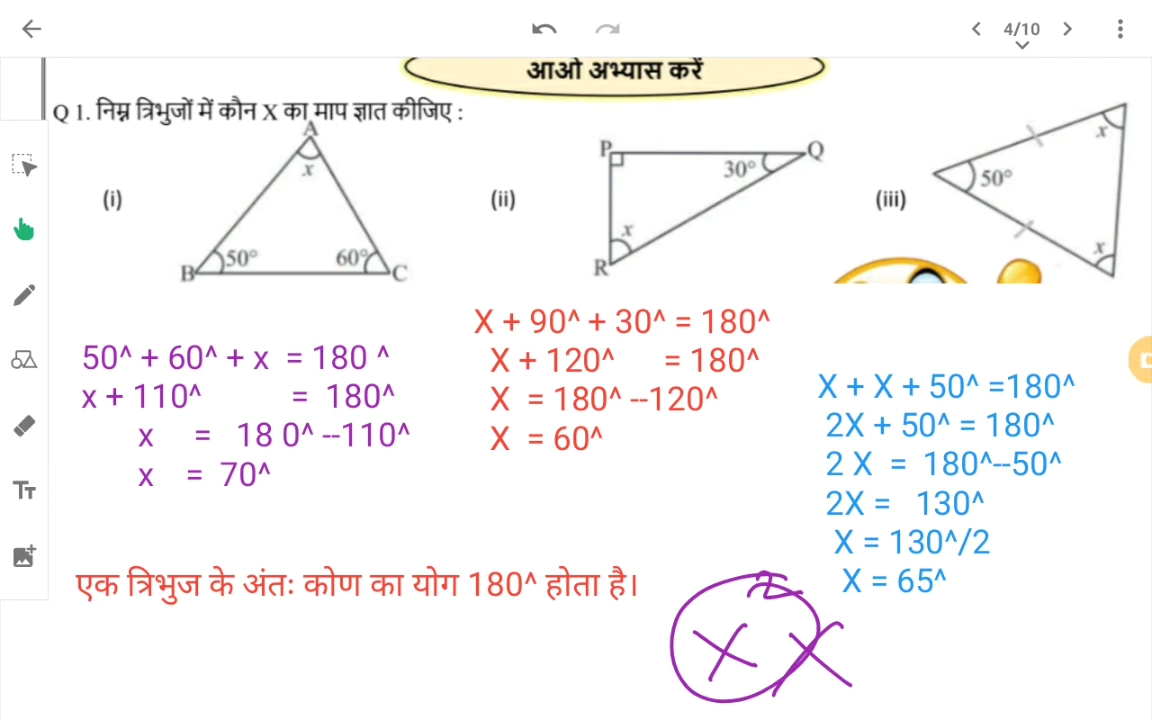 4/10
आओ अभ्यास करें
Q 1. निम्न त्रिभुजों में कौन X का माप ज्ञात कीजिए :
(i)
A
x
B
50°
60°
C
(ii)
P
Q
30°
x
R
(iii)
x
50°
x
50^ + 60^ + x = 180 ^
x + 110^ = 180^
x = 18 0^ --110^
x = 70^
X + 90^ + 30^ = 180^
X + 120^ = 180^
X = 180^ --120^
X = 60^
X + X + 50^ =180^
2X + 50^ = 180^
2 X = 180^--50^
2X = 130^
X = 130^/2
X = 65^
एक त्रिभुज के अंतः कोण का योग 180^ होता है।
2
X X